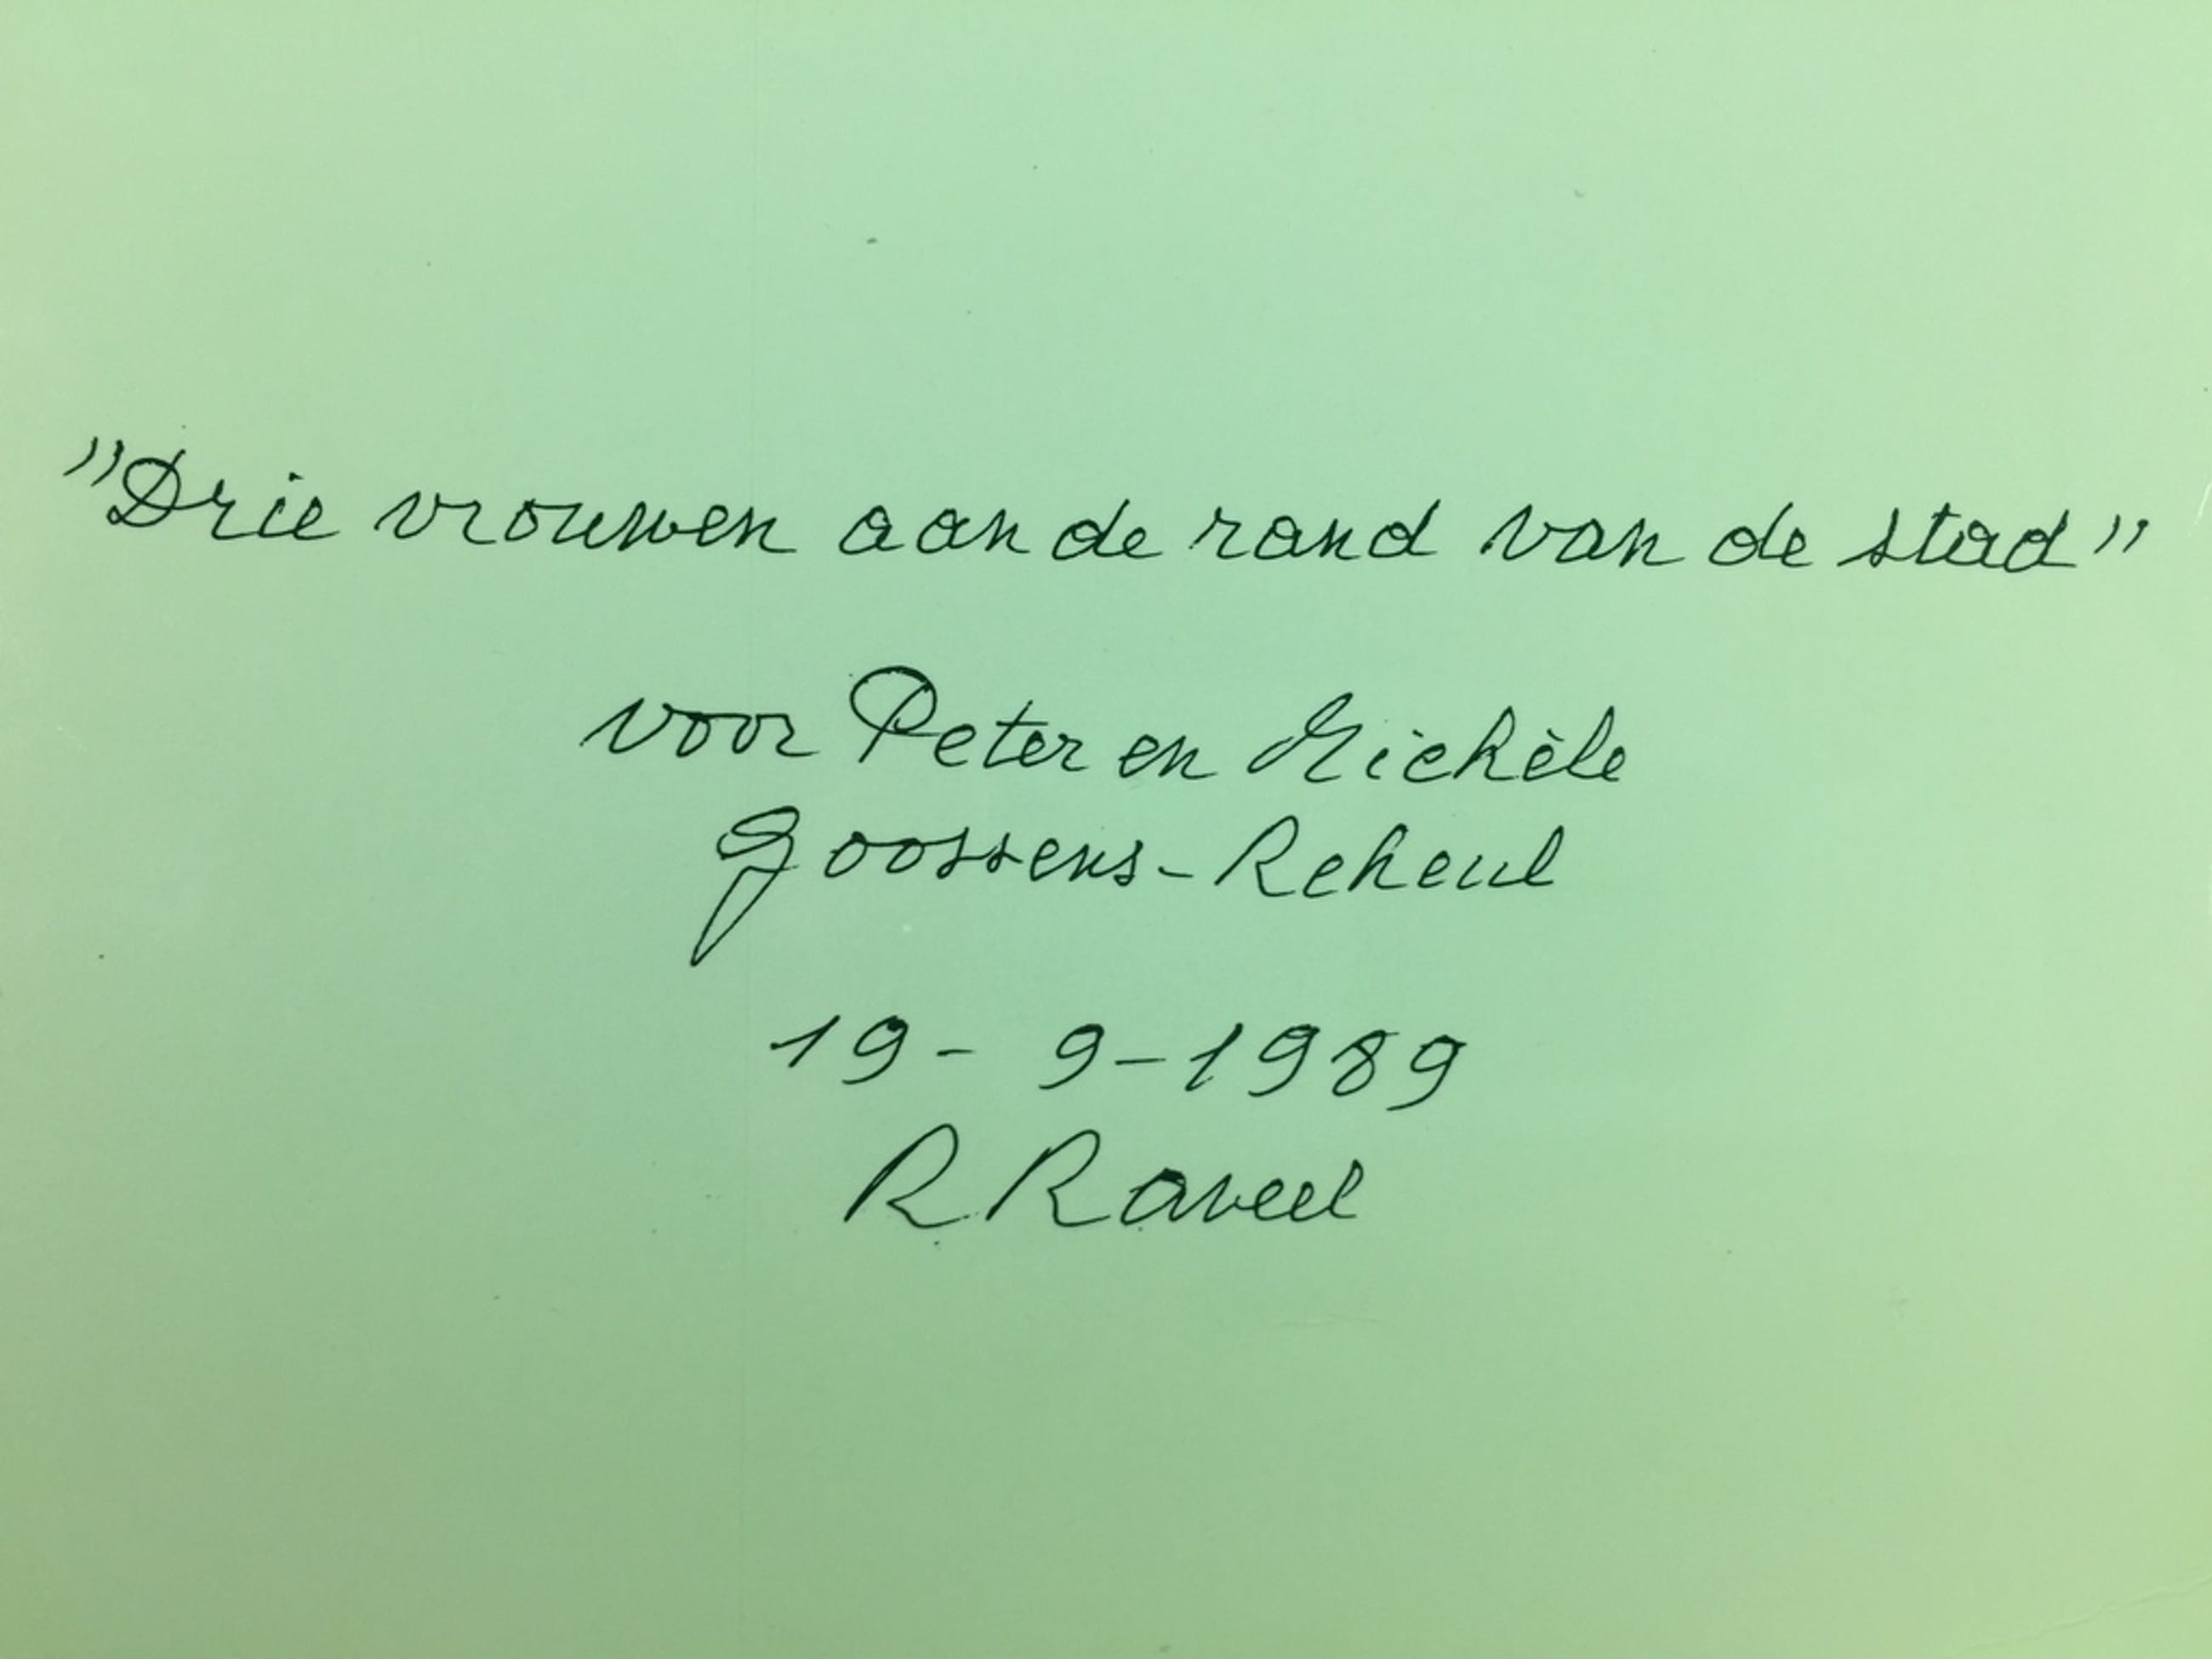 "Drie vrouwen aan de rand van de stad"
voor Peter en Michèle
Goossens-Reheul
19- 9-1989
R Raveel